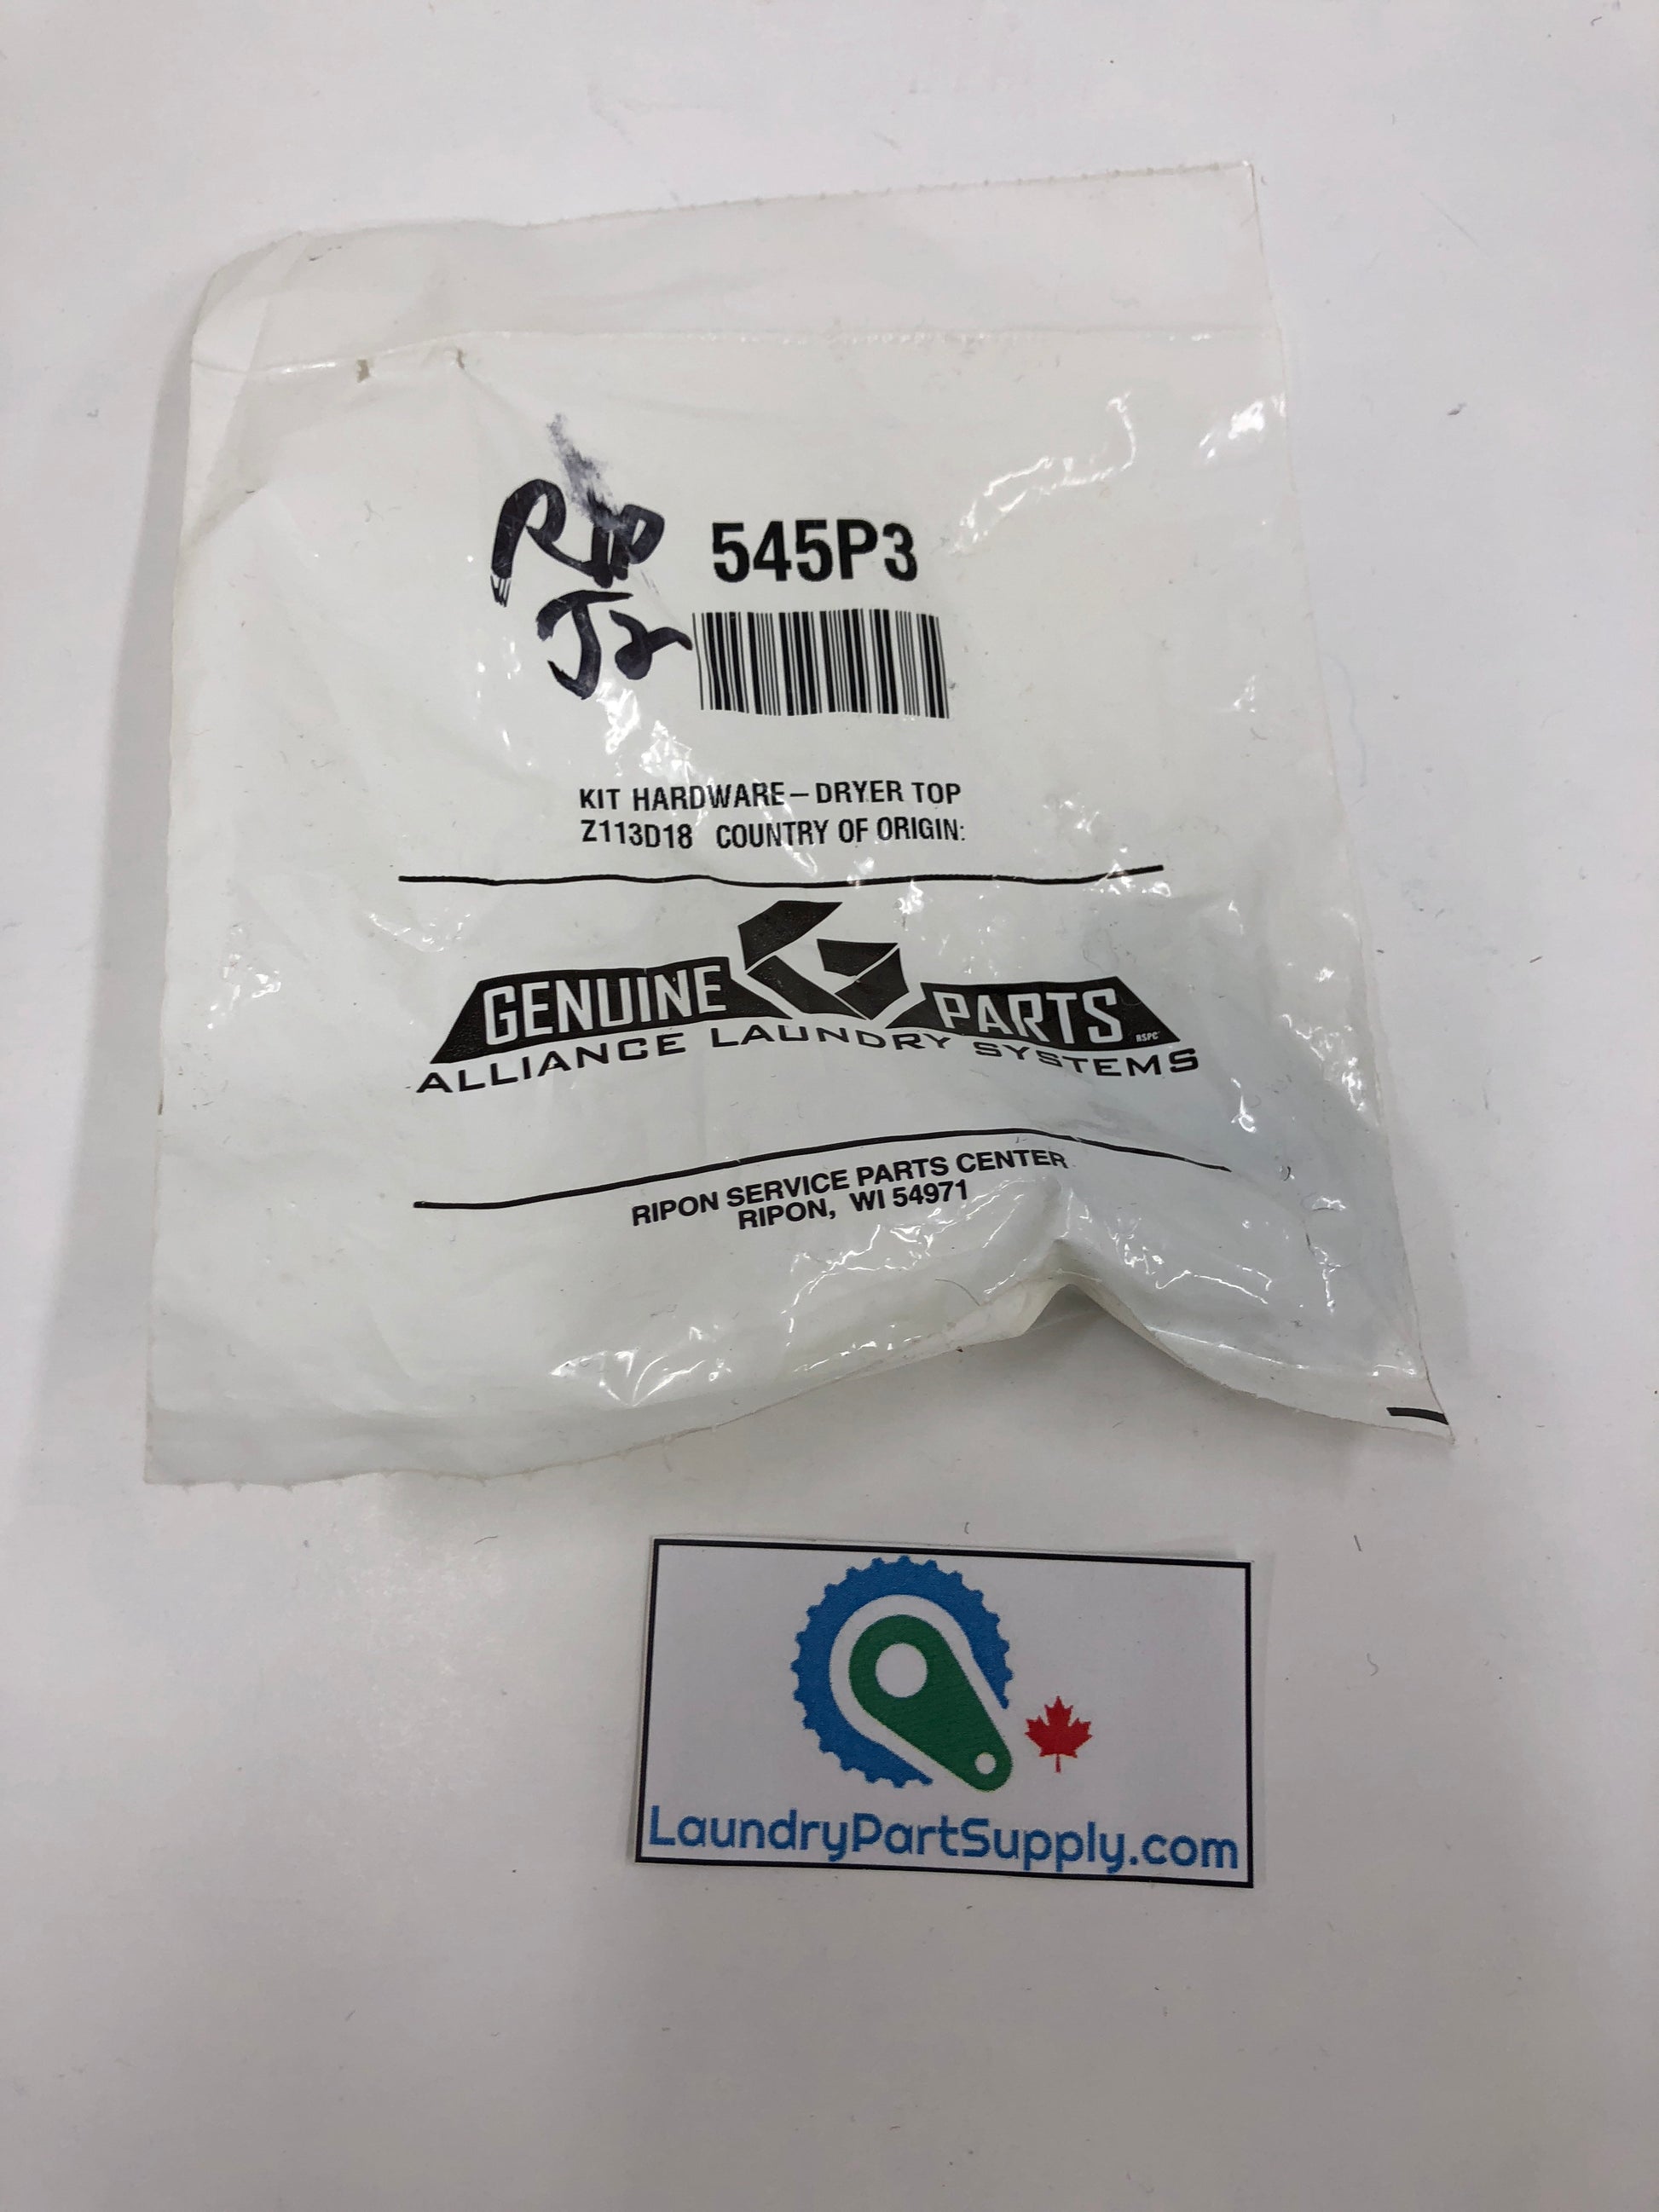 545P3
J2
KIT HARDWARE – DRYER TOP
Z113D18 COUNTRY OF ORIGIN:
GENUINE PARTS
RSPC
ALLIANCE LAUNDRY SYSTEMS
RIPON SERVICE PARTS CENTER
RIPON, WI 54971
LaundryPartSupply.com